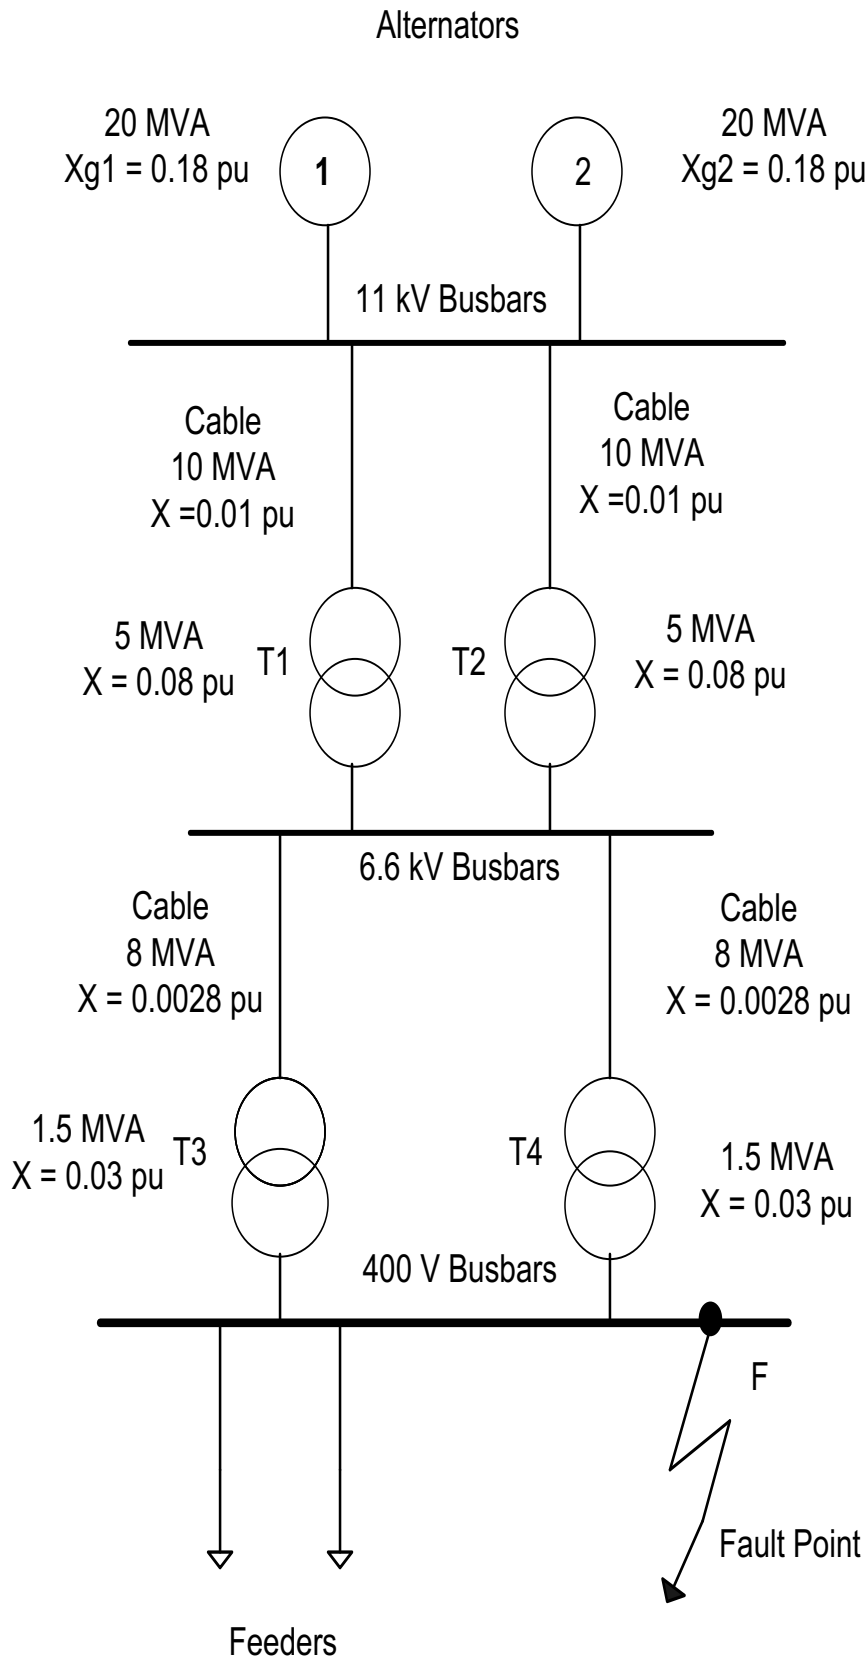 Alternators
20 MVA
Xg1 = 0.18 pu
1
2
20 MVA
Xg2 = 0.18 pu
11 kV Busbars
Cable
10 MVA
X =0.01 pu
Cable
10 MVA
X =0.01 pu
5 MVA
X = 0.08 pu
T1
T2
5 MVA
X = 0.08 pu
6.6 kV Busbars
Cable
8 MVA
X = 0.0028 pu
Cable
8 MVA
X = 0.0028 pu
1.5 MVA
X = 0.03 pu
T3
T4
1.5 MVA
X = 0.03 pu
400 V Busbars
F
Fault Point
Feeders